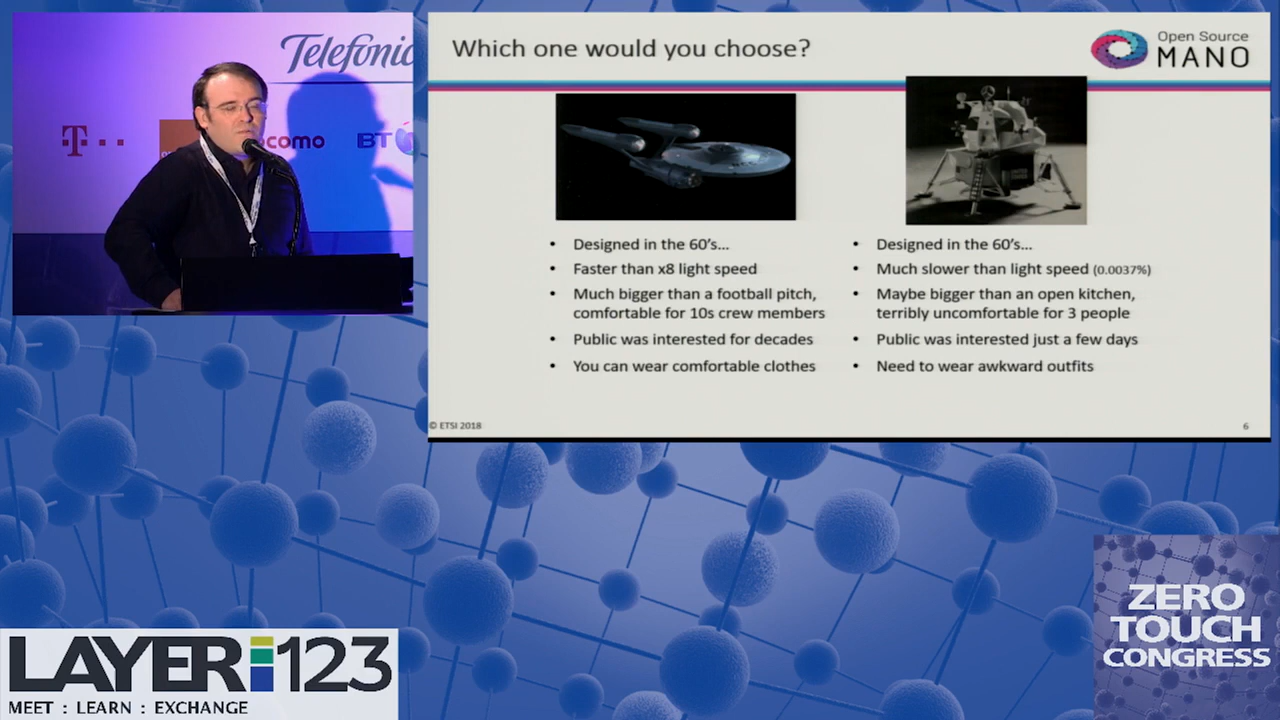 Telefónic
T
como
BT
Which one would you choose?
Open Source
MANO
• Designed in the 60's...
• Faster than x8 light speed
• Much bigger than a football pitch,
comfortable for 10s crew members
• Public was interested for decades
• You can wear comfortable clothes
• Designed in the 60's...
• Much slower than light speed (0.0037%)
• Maybe bigger than an open kitchen,
terribly uncomfortable for 3 people
• Public was interested just a few days
• Need to wear awkward outfits
© ETSI 2018
6
LAYER123
MEET : LEARN : EXCHANGE
ZERO
TOUCH
CONGRESS